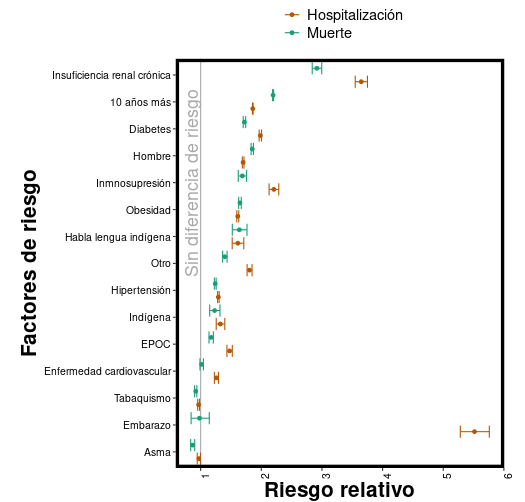 Hospitalización
Muerte
Factores de riesgo
Insuficiencia renal crónica
10 años más
Diabetes
Hombre
Inmnosupresión
Obesidad
Habla lengua indígena
Otro
Hipertensión
Indígena
EPOC
Enfermedad cardiovascular
Tabaquismo
Embarazo
Asma
Sin diferencia de riesgo
1 2 3 4 5 6
Riesgo relativo